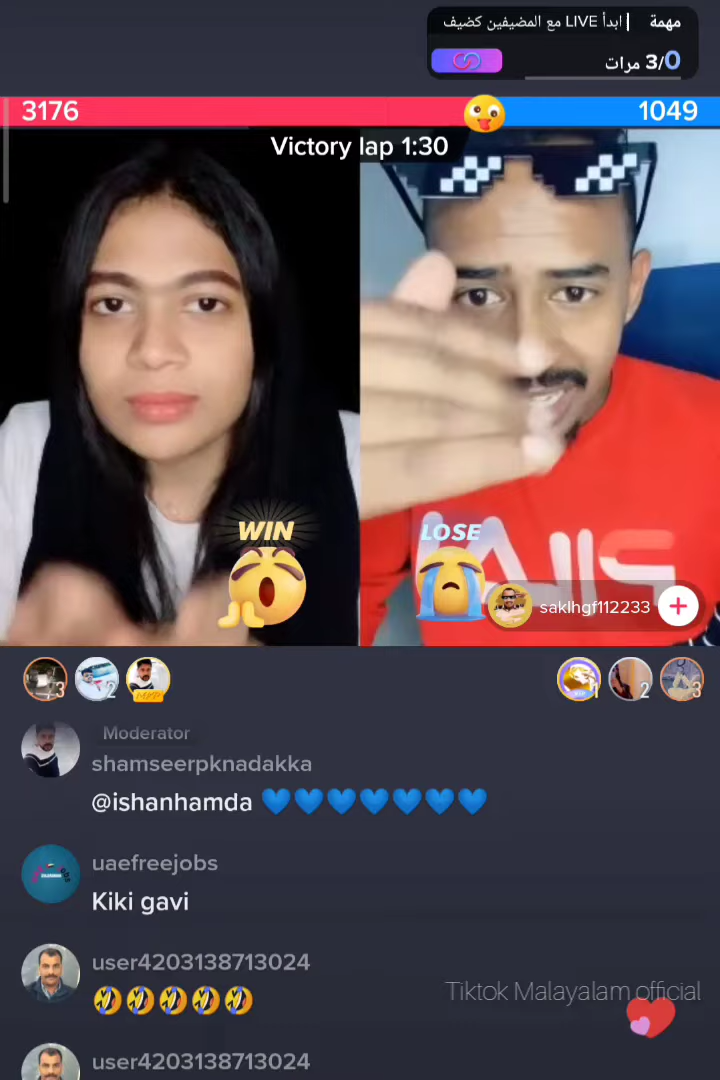 مهمة | ابدأ LIVE مع المضيفين كضيف
3/0 مرات
3176
1049
Victory lap 1:30
WIN
LOSE
saklhgf112233
3
2
MVP
1
2
3
Moderator
shamseerpknadakka
@ishanhamda 💙💙💙💙💙💙💙
uaefreejobs
Kiki gavi
user4203138713024
🤣🤣🤣🤣🤣
Tiktok Malayalam official
user4203138713024